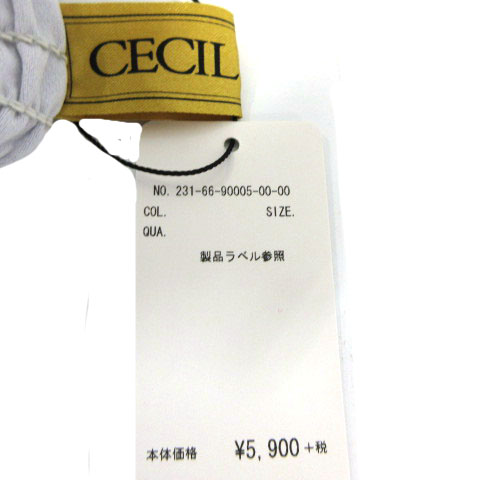 CECIL
NO. 231-66-90005-00-00
COL. SIZE.
QUA.
製品ラベル参照
本体価格 ¥5,900+税